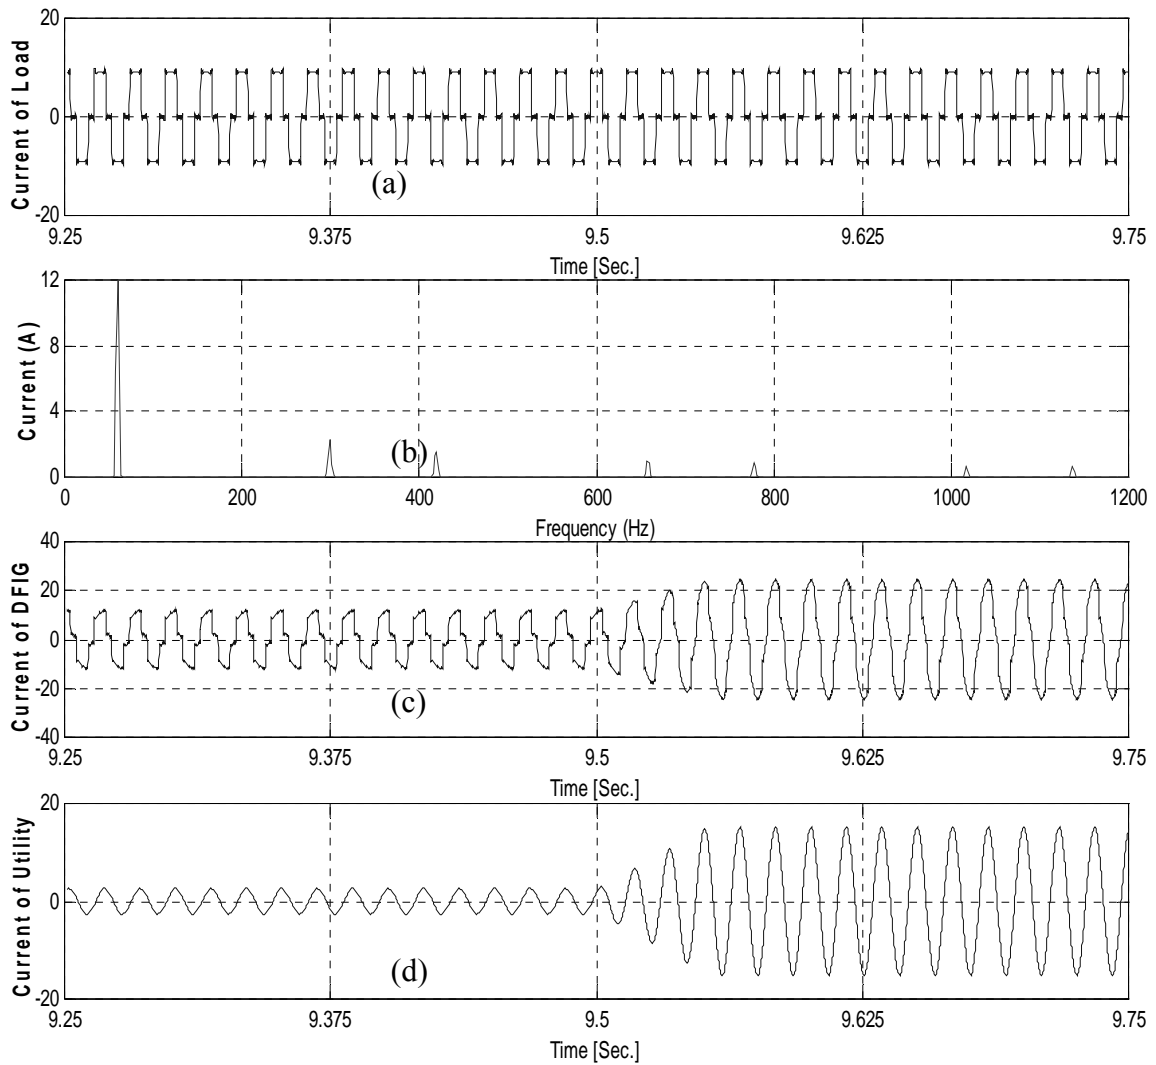 Current of Load
20
0
-20
(a)
9.25 9.375 9.5 9.625 9.75
Time [Sec.]
Current (A)
12
8
4
0
(b)
0 200 400 600 800 1000 1200
Frequency (Hz)
Current of DFIG
40
20
0
-20
-40
(c)
9.25 9.375 9.5 9.625 9.75
Time [Sec.]
Current of Utility
20
0
-20
(d)
9.25 9.375 9.5 9.625 9.75
Time [Sec.]